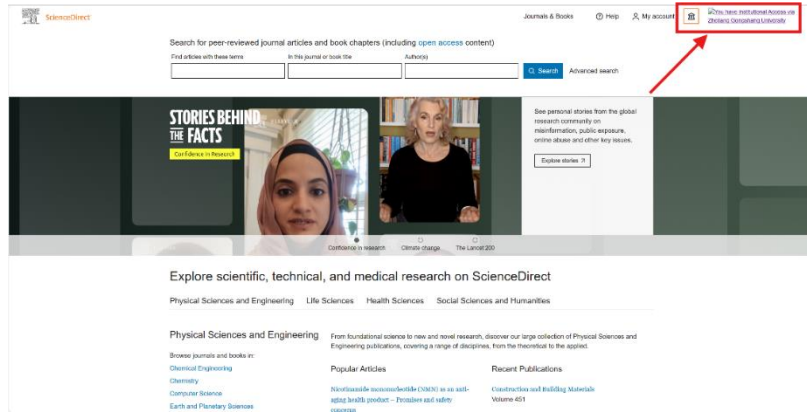 ScienceDirect
Journals & Books
Help
My account
You have institutional Access via
Zhejiang Gongshang University
Search for peer-reviewed journal articles and book chapters (including open access content)
Find articles with these terms
In this journal or book title
Author(s)
Search
Advanced search
STORIES BEHIND
THE FACTS
Confidence in Research
See personal stories from the global
research community on
misinformation, public exposure,
online abuse and other key issues.
Explore stories
Confidence in research
Climate change
The Lancet 200
Explore scientific, technical, and medical research on ScienceDirect
Physical Sciences and Engineering
Life Sciences
Health Sciences
Social Sciences and Humanities
Physical Sciences and Engineering
From foundational science to new and novel research, discover our large collection of Physical Sciences and
Engineering publications, covering a range of disciplines, from the theoretical to the applied.
Browse journals and books in:
Chemical Engineering
Chemistry
Computer Science
Earth and Planetary Sciences
Popular Articles
Nicotinamide mononucleotide (NMN) as an anti-
aging health product – Promises and safety
concerns
Recent Publications
Construction and Building Materials
Volume 451